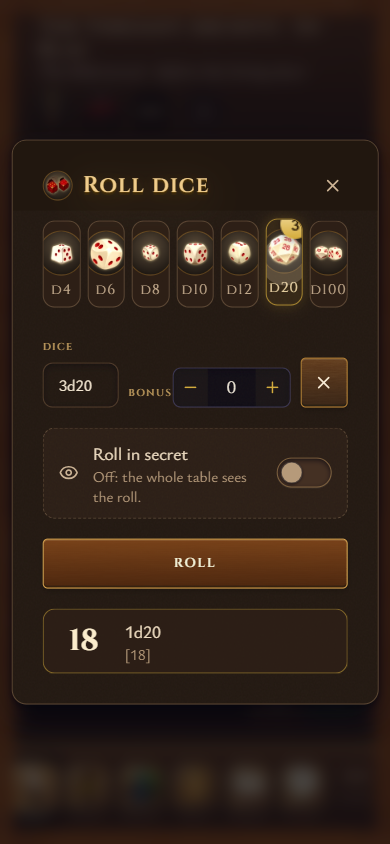 Roll dice
3
D4
D6
D8
D10
D12
D20
D100
DICE
3d20
BONUS
− 0 +
Roll in secret
Off: the whole table sees
the roll.
ROLL
18
1d20
[18]